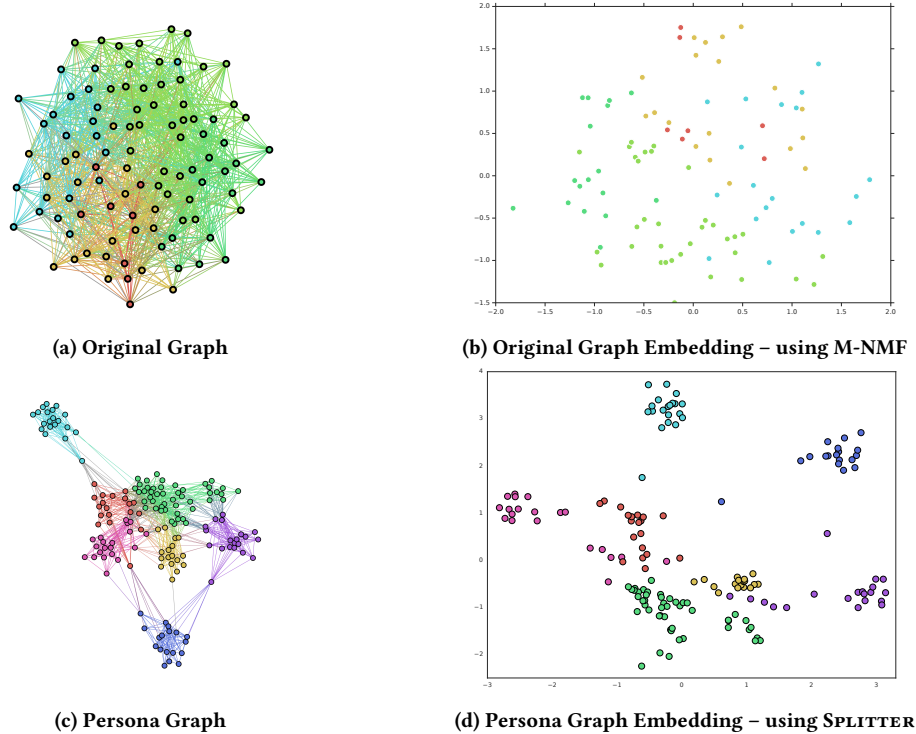 2.0
1.5
1.0
0.5
0.0
−0.5
−1.0
−1.5
−2.0 −1.5 −1.0 −0.5 0.0 0.5 1.0 1.5 2.0
(a) Original Graph
(b) Original Graph Embedding – using M-NMF
4
3
2
1
0
−1
−2
−3 −2 −1 0 1 2 3
(c) Persona Graph
(d) Persona Graph Embedding – using SPLITTER